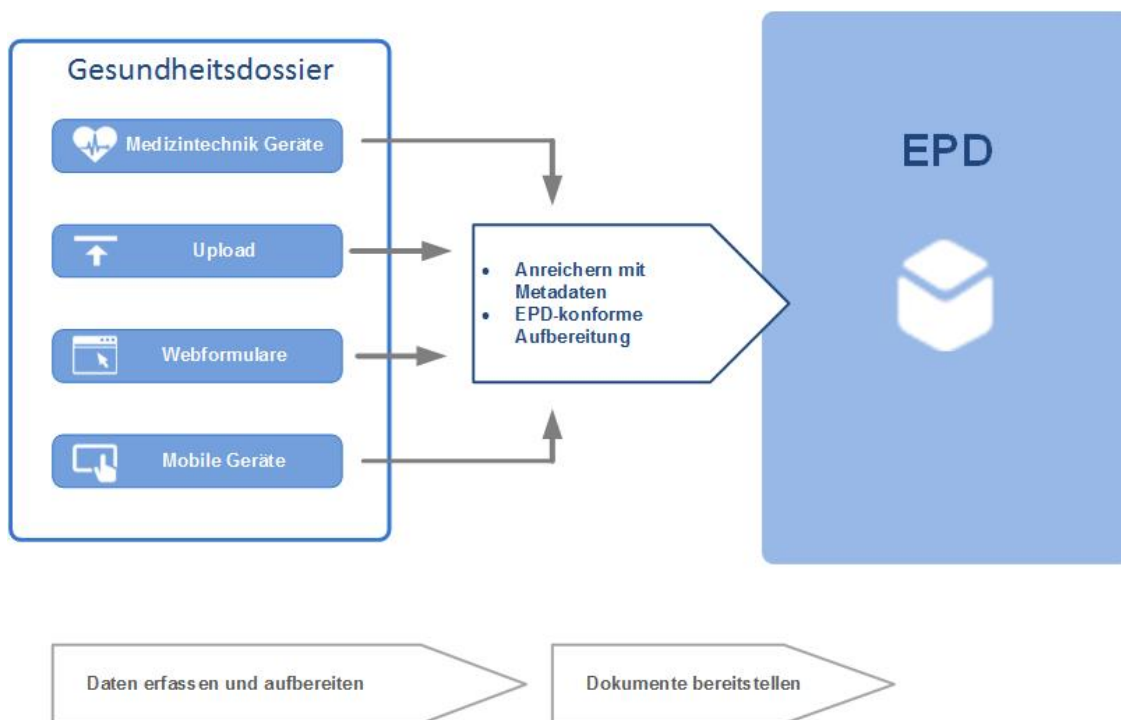 Gesundheitsdossier
Medizintechnik Geräte
Upload
Webformulare
Mobile Geräte
• Anreichern mit
Metadaten
• EPD-konforme
Aufbereitung
EPD
Daten erfassen und aufbereiten
Dokumente bereitstellen